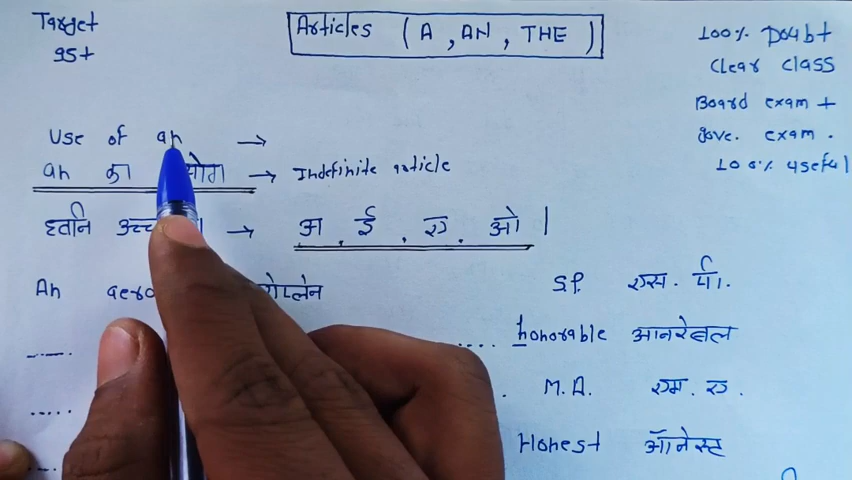 Target
95+
Articles ( A , AN , THE )
100% Doubt
Clear Class
Board exam +
gove. exam .
100% useful
Use of an →
an का → Indefinite article
ध्वनि → अ , ई , ए , ओ |
An
S.P. एस. पी.
..... honorable आनरेबल
M.A. एम. ए.
Honest ऑनेस्ट